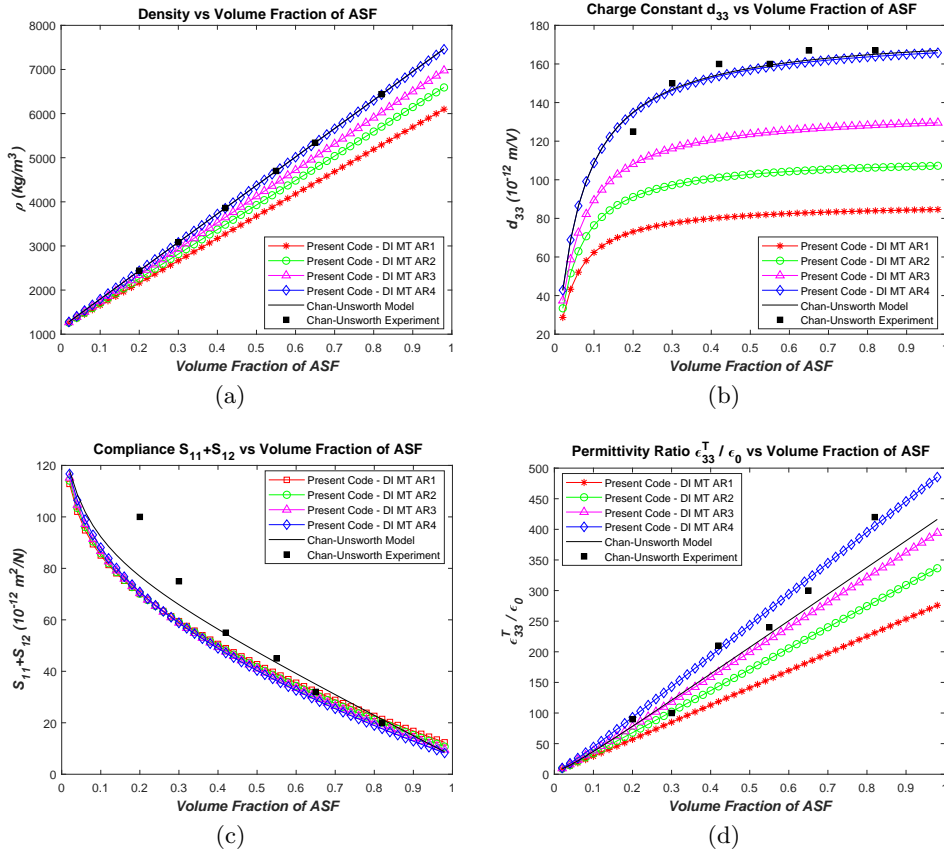 Density vs Volume Fraction of ASF
8000
7000
6000
5000
4000
3000
2000
1000
ρ (kg/m³)
Present Code - DI MT AR1
Present Code - DI MT AR2
Present Code - DI MT AR3
Present Code - DI MT AR4
Chan-Unsworth Model
Chan-Unsworth Experiment
0 0.1 0.2 0.3 0.4 0.5 0.6 0.7 0.8 0.9 1
Volume Fraction of ASF
(a)
Charge Constant d₃₃ vs Volume Fraction of ASF
180
160
140
120
100
80
60
40
20
d₃₃ (10⁻¹² m/V)
Present Code - DI MT AR1
Present Code - DI MT AR2
Present Code - DI MT AR3
Present Code - DI MT AR4
Chan-Unsworth Model
Chan-Unsworth Experiment
0 0.1 0.2 0.3 0.4 0.5 0.6 0.7 0.8 0.9 1
Volume Fraction of ASF
(b)
Compliance S₁₁+S₁₂ vs Volume Fraction of ASF
120
100
80
60
40
20
0
S₁₁+S₁₂ (10⁻¹² m²/N)
Present Code - DI MT AR1
Present Code - DI MT AR2
Present Code - DI MT AR3
Present Code - DI MT AR4
Chan-Unsworth Model
Chan-Unsworth Experiment
0 0.1 0.2 0.3 0.4 0.5 0.6 0.7 0.8 0.9 1
Volume Fraction of ASF
(c)
Permittivity Ratio ϵᵀ₃₃ / ϵ₀ vs Volume Fraction of ASF
500
450
400
350
300
250
200
150
100
50
0
ϵᵀ₃₃ / ϵ₀
Present Code - DI MT AR1
Present Code - DI MT AR2
Present Code - DI MT AR3
Present Code - DI MT AR4
Chan-Unsworth Model
Chan-Unsworth Experiment
0 0.1 0.2 0.3 0.4 0.5 0.6 0.7 0.8 0.9 1
Volume Fraction of ASF
(d)